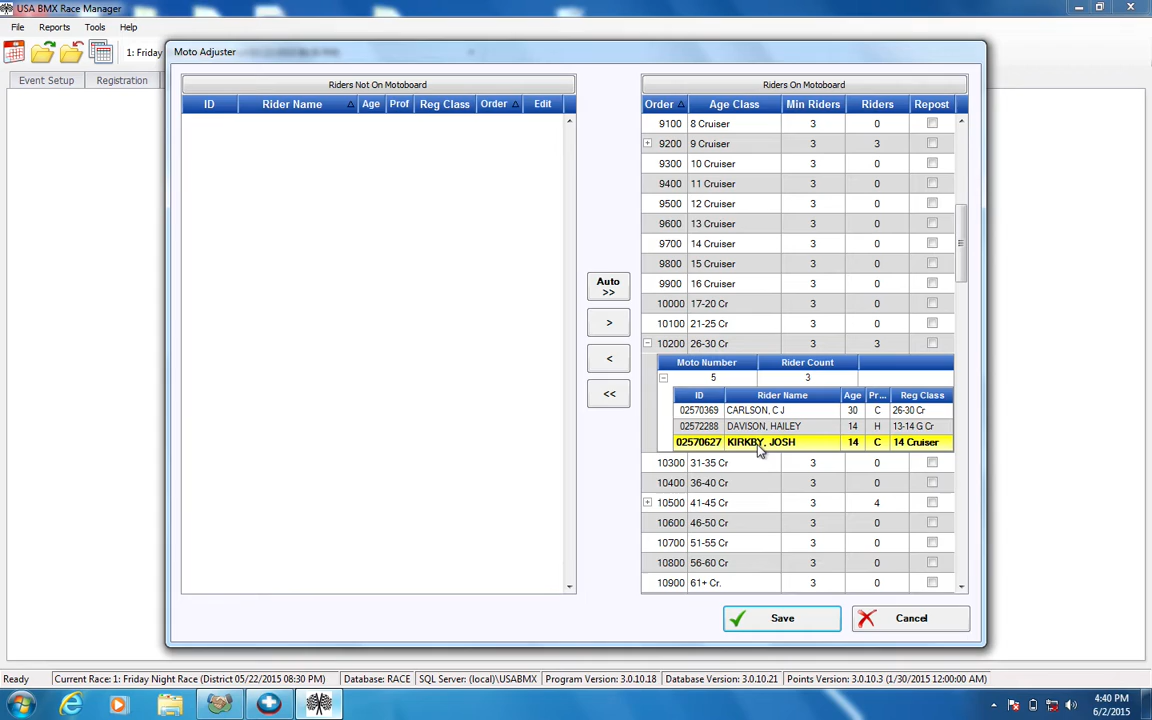 USA BMX Race Manager
File Reports Tools Help
1: Friday
Event Setup Registration
Moto Adjuster
Riders Not On Motoboard
ID Rider Name Age Prof Reg Class Order Edit
Auto
>>
>
<
<<
Riders On Motoboard
Order Age Class Min Riders Riders Repost
9100 8 Cruiser 3 0
9200 9 Cruiser 3 3
9300 10 Cruiser 3 0
9400 11 Cruiser 3 0
9500 12 Cruiser 3 0
9600 13 Cruiser 3 0
9700 14 Cruiser 3 0
9800 15 Cruiser 3 0
9900 16 Cruiser 3 0
10000 17-20 Cr 3 0
10100 21-25 Cr 3 0
10200 26-30 Cr 3 3
Moto Number Rider Count
5 3
ID Rider Name Age Pr... Reg Class
02570369 CARLSON, C J 30 C 26-30 Cr
02572288 DAVISON, HAILEY 14 H 13-14 G Cr
02570627 KIRKBY, JOSH 14 C 14 Cruiser
10300 31-35 Cr 3 0
10400 36-40 Cr 3 0
10500 41-45 Cr 3 4
10600 46-50 Cr 3 0
10700 51-55 Cr 3 0
10800 56-60 Cr 3 0
10900 61+ Cr. 3 0
Save Cancel
Ready Current Race: 1: Friday Night Race (District 05/22/2015 08:30 PM) Database: RACE SQL Server: (local)\USABMX Program Version: 3.0.10.18 Database Version: 3.0.10.21 Points Version: 3.0.10.3 (1/30/2015 12:00:00 AM)
4:40 PM
6/2/2015